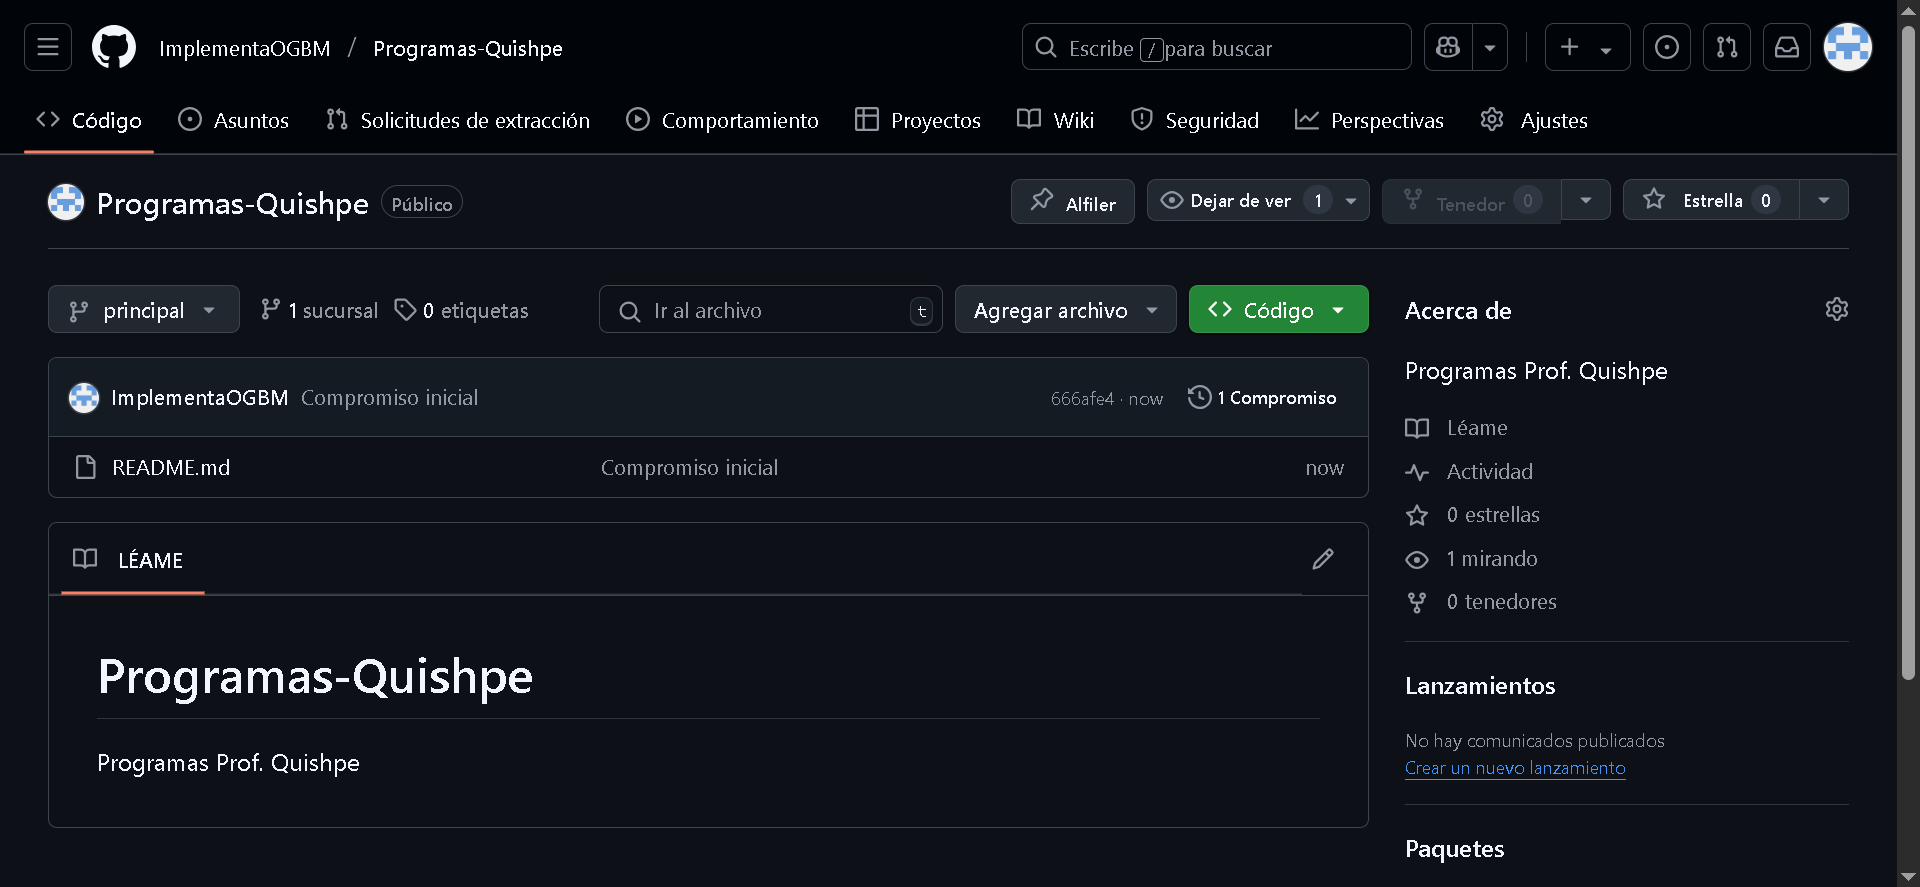 ImplementaOGBM / Programas-Quishpe
Escribe / para buscar
Código Asuntos Solicitudes de extracción Comportamiento Proyectos Wiki Seguridad Perspectivas Ajustes
Programas-Quishpe Público
Alfiler Dejar de ver 1 Tenedor 0 Estrella 0
principal 1 sucursal 0 etiquetas Ir al archivo t Agregar archivo Código
ImplementaOGBM Compromiso inicial 666afe4 · now 1 Compromiso
README.md Compromiso inicial now
LÉAME
Programas-Quishpe
Programas Prof. Quishpe
Acerca de
Programas Prof. Quishpe
Léame
Actividad
0 estrellas
1 mirando
0 tenedores
Lanzamientos
No hay comunicados publicados
Crear un nuevo lanzamiento
Paquetes